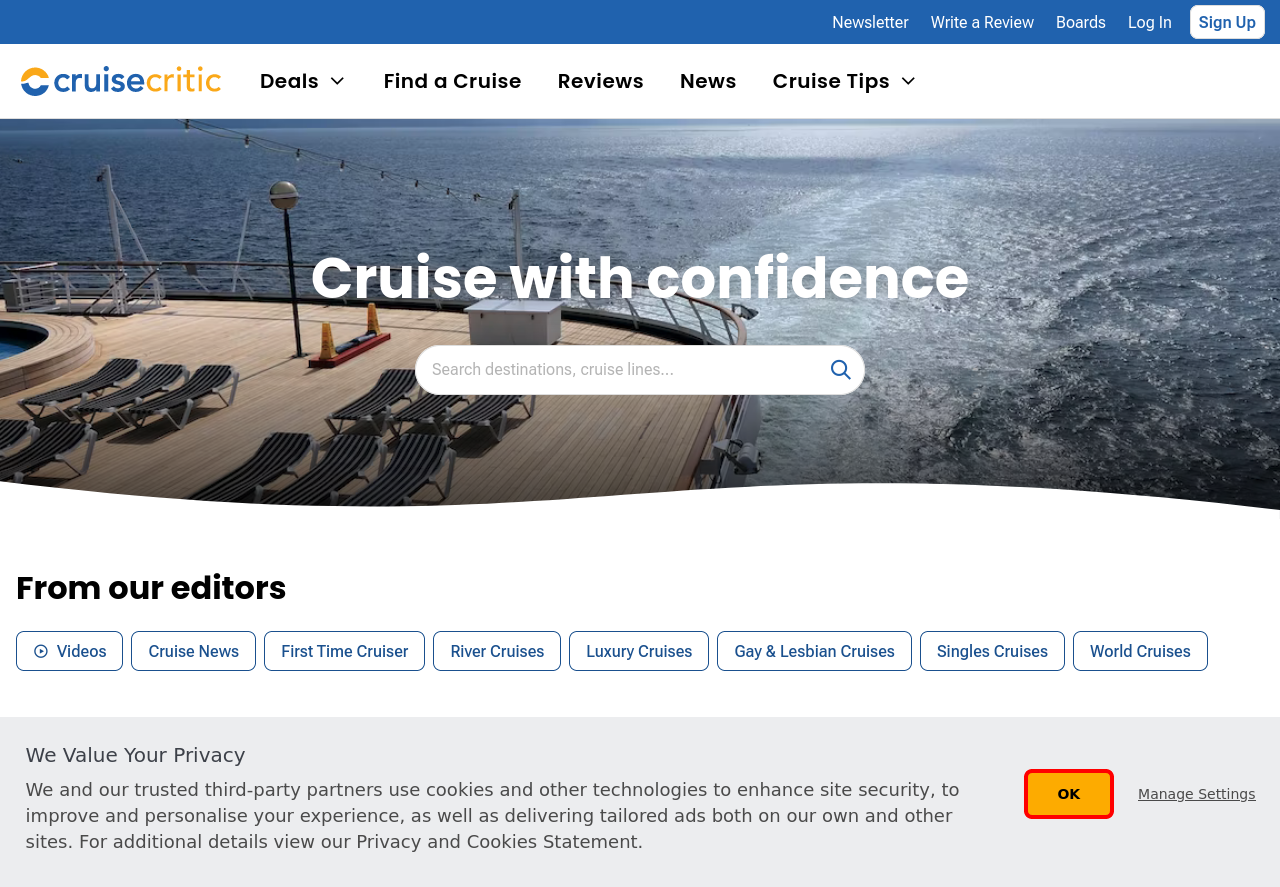 Newsletter Write a Review Boards Log In Sign Up
cruisecritic Deals Find a Cruise Reviews News Cruise Tips
Cruise with confidence
Search destinations, cruise lines...
From our editors
Videos Cruise News First Time Cruiser River Cruises Luxury Cruises Gay & Lesbian Cruises Singles Cruises World Cruises
We Value Your Privacy
We and our trusted third-party partners use cookies and other technologies to enhance site security, to
improve and personalise your experience, as well as delivering tailored ads both on our own and other
sites. For additional details view our Privacy and Cookies Statement.
OK Manage Settings